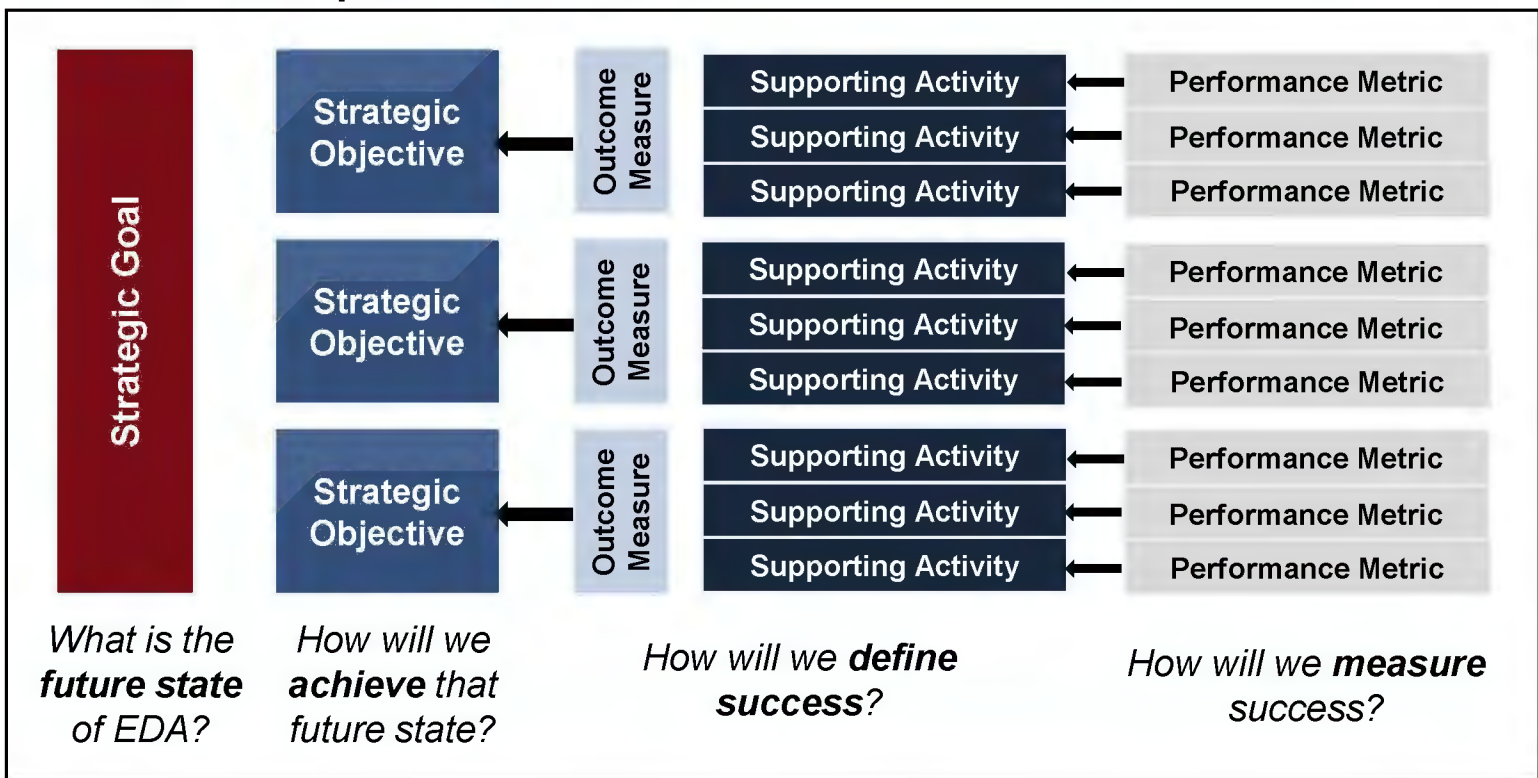 Strategic Goal
Strategic
Objective
Outcome
Measure
Supporting Activity
Supporting Activity
Supporting Activity
Performance Metric
Performance Metric
Performance Metric
Strategic
Objective
Outcome
Measure
Supporting Activity
Supporting Activity
Supporting Activity
Performance Metric
Performance Metric
Performance Metric
Strategic
Objective
Outcome
Measure
Supporting Activity
Supporting Activity
Supporting Activity
Performance Metric
Performance Metric
Performance Metric
What is the
future state
of EDA?
How will we
achieve that
future state?
How will we define
success?
How will we measure
success?